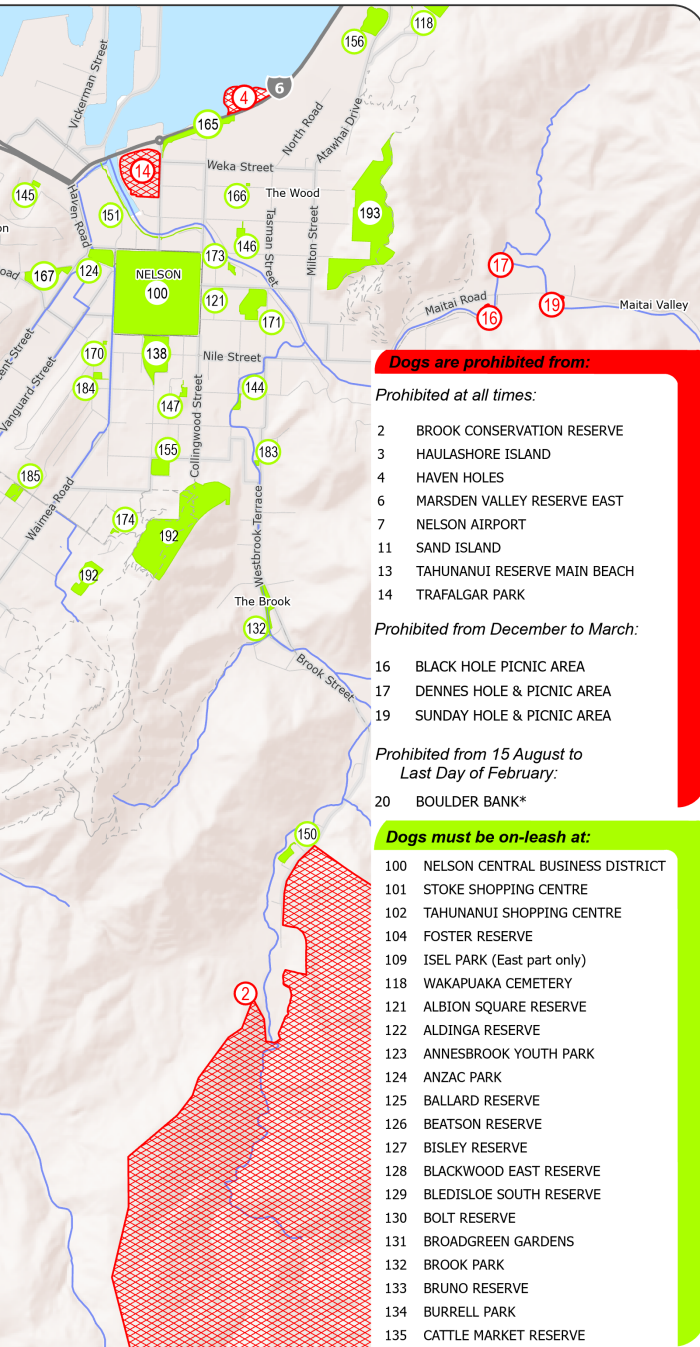 118
156
Vickerman Street
4
6
165
North Road
Atawhai Drive
14
Weka Street
145
166
The Wood
193
Haven Road
151
Tasman Street
Milton Street
on
146
173
17
oad
167
124
NELSON
100
121
Maitai Road
19
Maitai Valley
16
171
ent Street
Vanguard Street
170
138
Nile Street
184
144
147
Collingwood Street
155
183
185
Waimea Road
174
192
Westbrook Terrace
192
The Brook
132
Brook Street
150
2
Dogs are prohibited from:
Prohibited at all times:
2 BROOK CONSERVATION RESERVE
3 HAULASHORE ISLAND
4 HAVEN HOLES
6 MARSDEN VALLEY RESERVE EAST
7 NELSON AIRPORT
11 SAND ISLAND
13 TAHUNANUI RESERVE MAIN BEACH
14 TRAFALGAR PARK
Prohibited from December to March:
16 BLACK HOLE PICNIC AREA
17 DENNES HOLE & PICNIC AREA
19 SUNDAY HOLE & PICNIC AREA
Prohibited from 15 August to
Last Day of February:
20 BOULDER BANK*
Dogs must be on-leash at:
100 NELSON CENTRAL BUSINESS DISTRICT
101 STOKE SHOPPING CENTRE
102 TAHUNANUI SHOPPING CENTRE
104 FOSTER RESERVE
109 ISEL PARK (East part only)
118 WAKAPUAKA CEMETERY
121 ALBION SQUARE RESERVE
122 ALDINGA RESERVE
123 ANNESBROOK YOUTH PARK
124 ANZAC PARK
125 BALLARD RESERVE
126 BEATSON RESERVE
127 BISLEY RESERVE
128 BLACKWOOD EAST RESERVE
129 BLEDISLOE SOUTH RESERVE
130 BOLT RESERVE
131 BROADGREEN GARDENS
132 BROOK PARK
133 BRUNO RESERVE
134 BURRELL PARK
135 CATTLE MARKET RESERVE